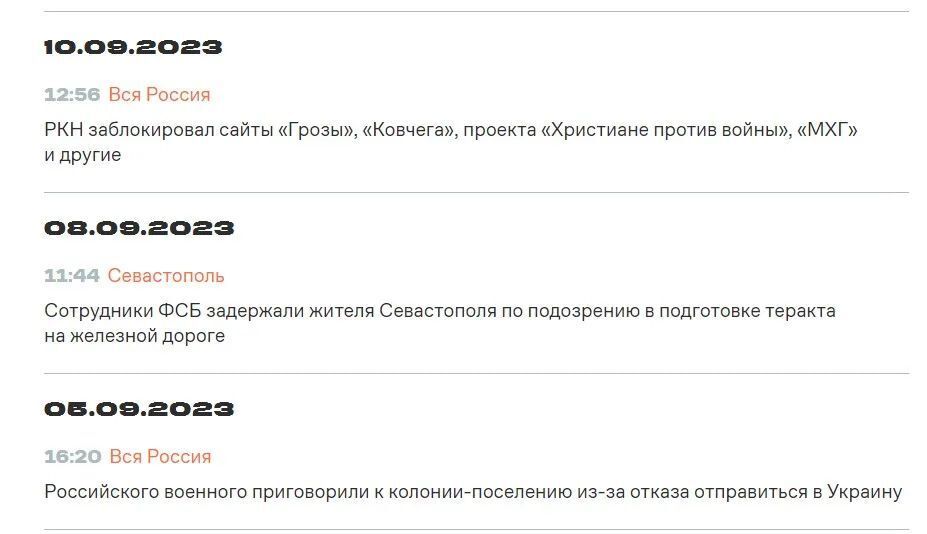 10.09.2023
12:56 Вся Россия
РКН заблокировал сайты «Грозы», «Ковчега», проекта «Христиане против войны», «МХГ»
и другие
08.09.2023
11:44 Севастополь
Сотрудники ФСБ задержали жителя Севастополя по подозрению в подготовке теракта
на железной дороге
05.09.2023
16:20 Вся Россия
Российского военного приговорили к колонии-поселению из-за отказа отправиться в Украину